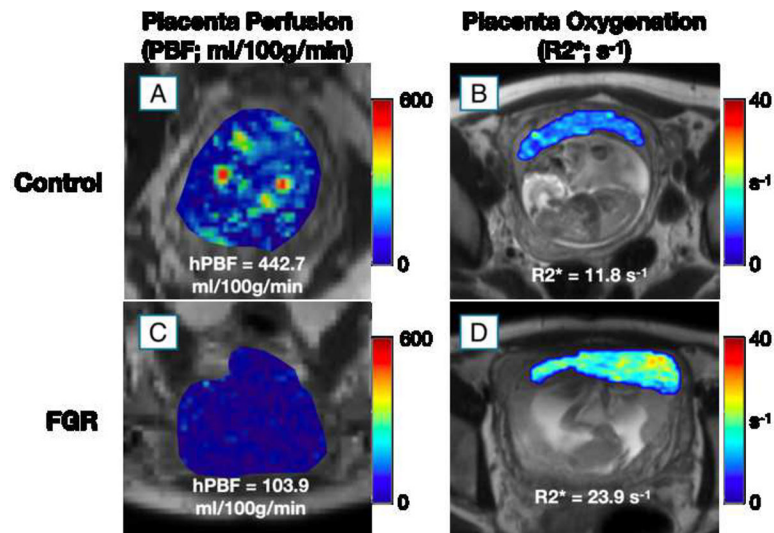 Placenta Perfusion
(PBF; ml/100g/min)
Placenta Oxygenation
(R2*; s-1)
Control
A
hPBF = 442.7
ml/100g/min
600
0
B
R2* = 11.8 s-1
40
s-1
0
FGR
C
hPBF = 103.9
ml/100g/min
600
0
D
R2* = 23.9 s-1
40
s-1
0